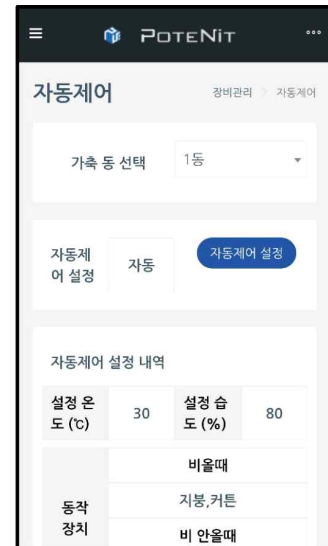 POTENIT
자동제어
장비관리 > 자동제어
가축 동 선택 1동
자동제
어 설정
자동
자동제어 설정
자동제어 설정 내역
설정 온
도 (℃)
30
설정 습
도 (%)
80
비올때
동작
장치
지붕,커튼
비 안올때